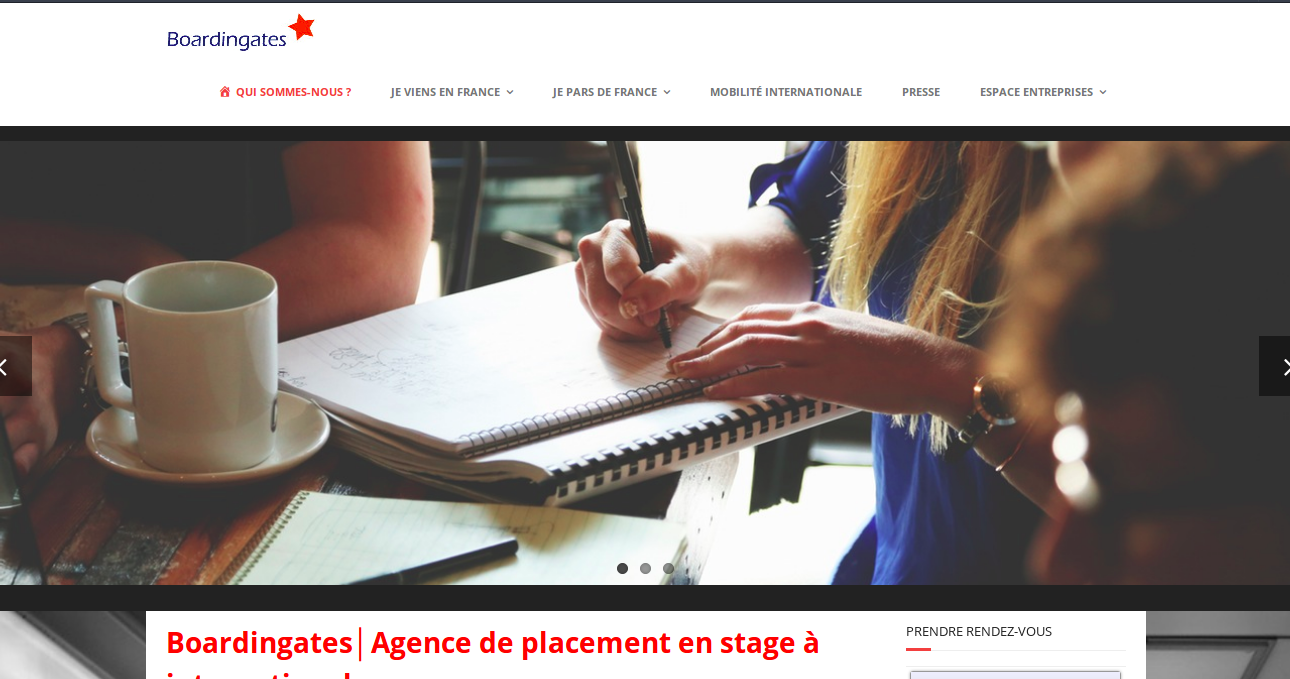 Boardingates
QUI SOMMES-NOUS ?
JE VIENS EN FRANCE
JE PARS DE FRANCE
MOBILITÉ INTERNATIONALE
PRESSE
ESPACE ENTREPRISES
Boardingates│Agence de placement en stage à
PRENDRE RENDEZ-VOUS